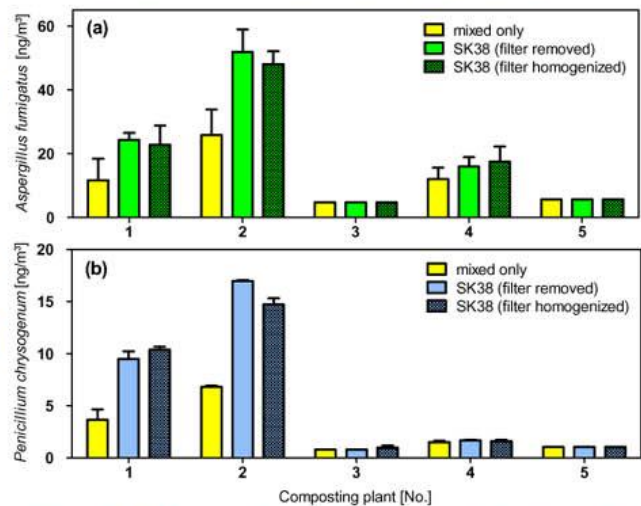 (a)
mixed only
SK38 (filter removed)
SK38 (filter homogenized)
Aspergillus fumigatus [ng/m³]
60
40
20
0
1 2 3 4 5
(b)
mixed only
SK38 (filter removed)
SK38 (filter homogenized)
Penicillium chrysogenum [ng/m³]
20
15
10
5
0
1 2 3 4 5
Composting plant [No.]